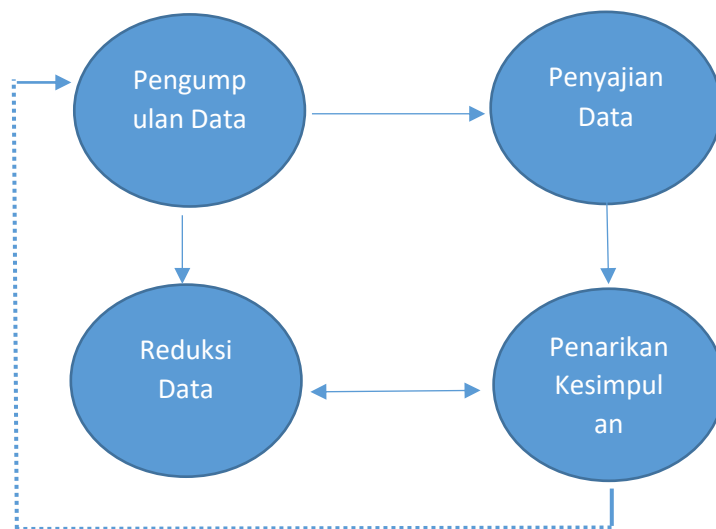 Pengump
ulan Data
Penyajian
Data
Reduksi
Data
Penarikan
Kesimpul
an